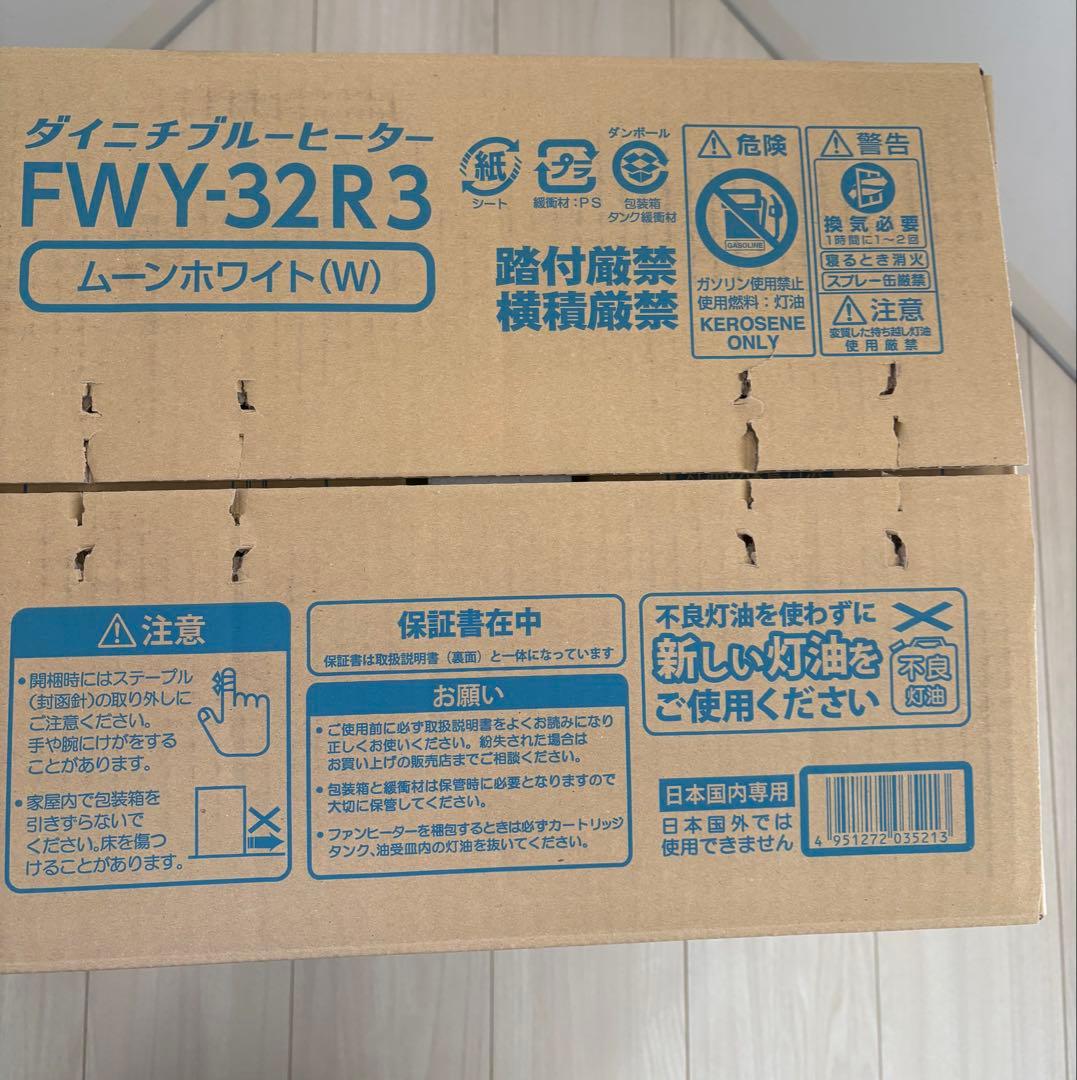 ダイニチブルーヒーター
FWY-32R3
ムーンホワイト(W)
紙
シート
プラ
緩衝材:PS
ダンボール
包装箱
タンク緩衝材
踏付厳禁
横積厳禁
危険
GASOLINE
ガソリン使用禁止
使用燃料:灯油
KEROSENE
ONLY
警告
換気必要
1時間に1~2回
寝るとき消火
スプレー缶厳禁
注意
変質した持ち越し灯油
使用厳禁
注意
・開梱時にはステープル
(封函針)の取り外しに
ご注意ください。
手や腕にけがをする
ことがあります。
・家屋内で包装箱を
引きずらないで
ください。床を傷つ
けることがあります。
保証書在中
保証書は取扱説明書(裏面)と一体になっています
お願い
・ご使用前に必ず取扱説明書をよくお読みになり
正しくお使いください。紛失された場合は
お買い上げの販売店までご相談ください。
・包装箱と緩衝材は保管時に必要となりますので
大切に保管してください。
・ファンヒーターを梱包するときは必ずカートリッジ
タンク、油受皿内の灯油を抜いてください。
不良灯油を使わずに
新しい灯油を
ご使用ください
不良
灯油
日本国内専用
日本国外では
使用できません
4 951272 035213